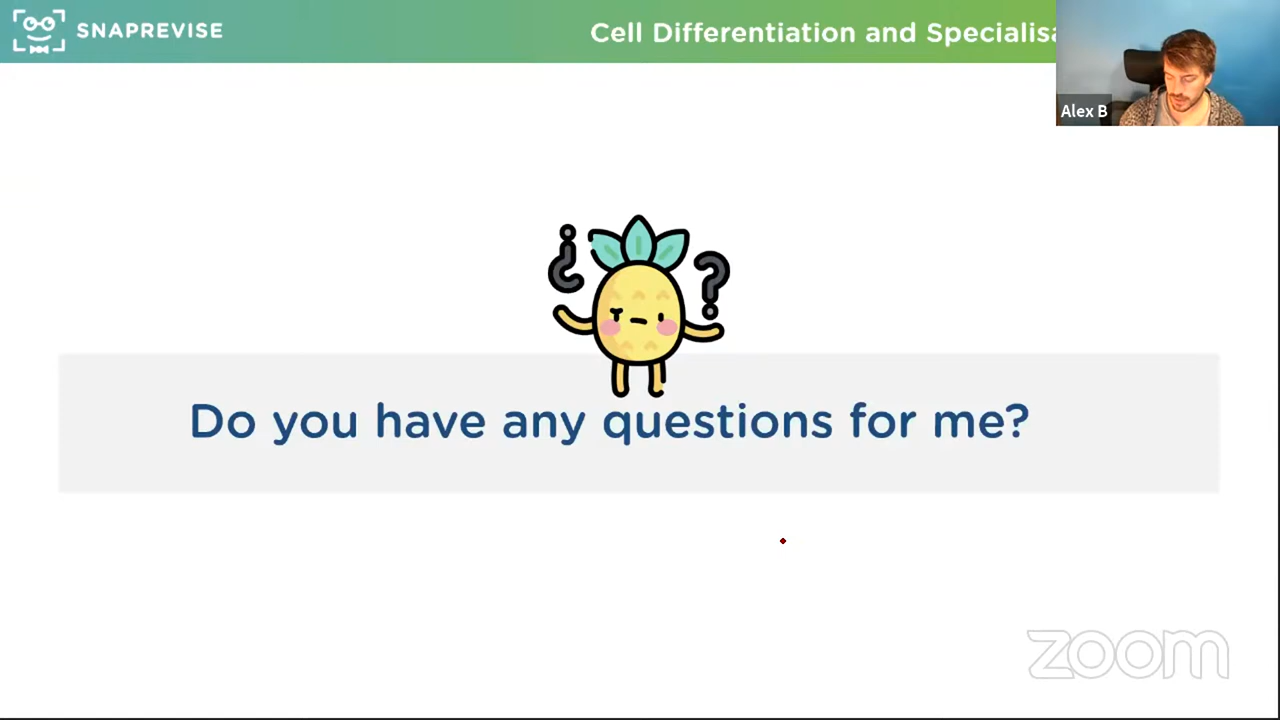 SNAPREVISE
Cell Differentiation and Specialisa
Alex B
¿ ?
Do you have any questions for me?
zoom